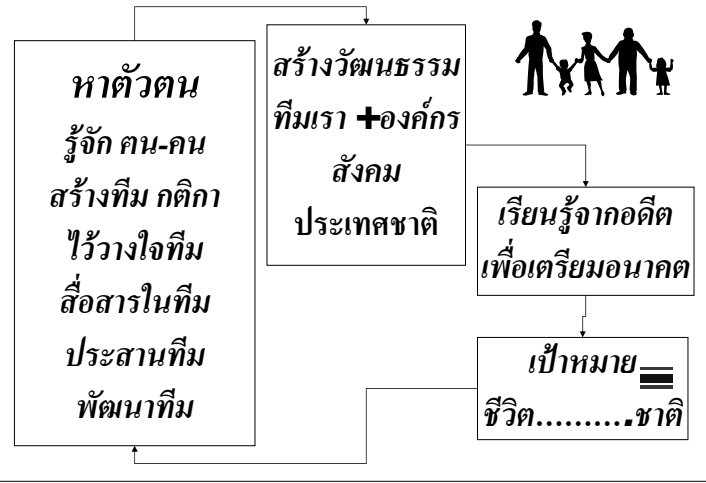 หาตัวตน
รู้จัก ตน-คน
สร้างทีม กติกา
ไว้วางใจทีม
สื่อสารในทีม
ประสานทีม
พัฒนาทีม
สร้างวัฒนธรรม
ทีมเรา +องค์กร
สังคม
ประเทศชาติ
เรียนรู้จากอดีต
เพื่อเตรียมอนาคต
เป้าหมาย
ชีวิต..........ชาติ